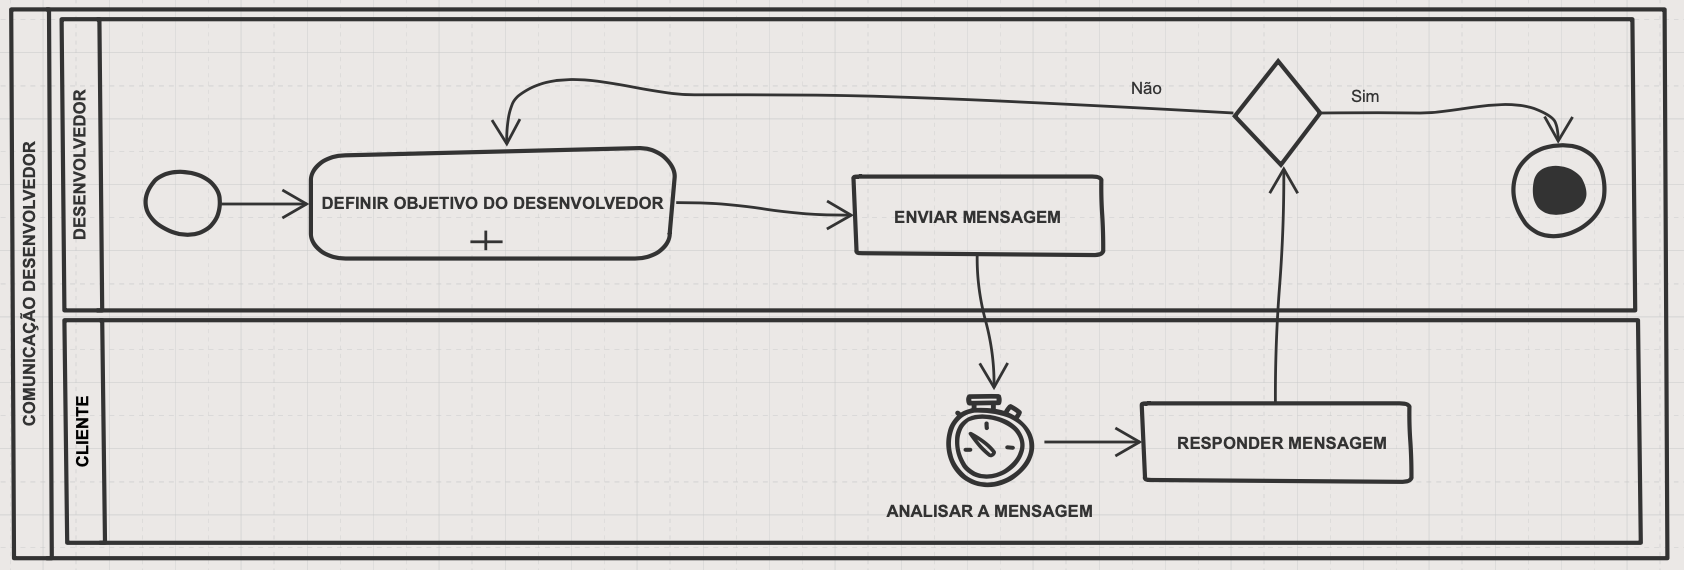 COMUNICAÇÃO DESENVOLVEDOR
DESENVOLVEDOR
Não
Sim
DEFINIR OBJETIVO DO DESENVOLVEDOR
ENVIAR MENSAGEM
CLIENTE
RESPONDER MENSAGEM
ANALISAR A MENSAGEM